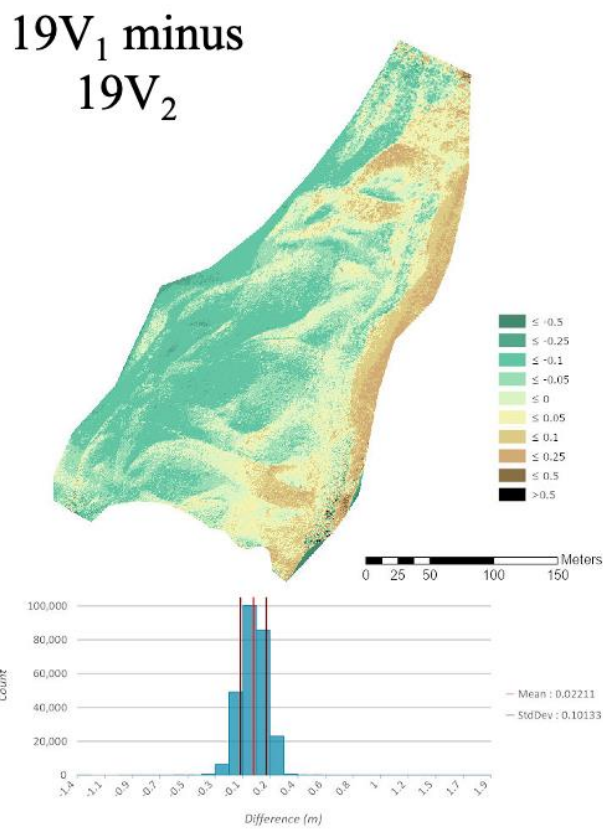 19V₁ minus
19V₂
≤ -0.5
≤ -0.25
≤ -0.1
≤ -0.05
≤ 0
≤ 0.05
≤ 0.1
≤ 0.25
≤ 0.5
>0.5
Meters
0 25 50 100 150
100,000
80,000
60,000
40,000
20,000
0
Count
Mean : 0.02211
StdDev : 0.10133
-1.4 -1.1 -0.9 -0.7 -0.5 -0.3 -0.1 0.2 0.4 0.6 0.8 1 1.2 1.5 1.7 1.9
Difference (m)